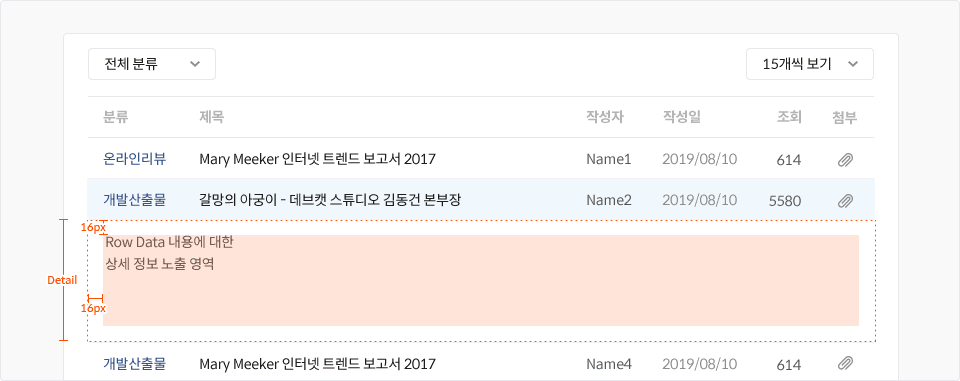 전체 분류
15개씩 보기
분류 제목 작성자 작성일 조회 첨부
온라인리뷰 Mary Meeker 인터넷 트렌드 보고서 2017 Name1 2019/08/10 614
개발산출물 갈망의 아궁이 - 데브캣 스튜디오 김동건 본부장 Name2 2019/08/10 5580
16px
Row Data 내용에 대한
상세 정보 노출 영역
Detail
16px
개발산출물 Mary Meeker 인터넷 트렌드 보고서 2017 Name4 2019/08/10 614